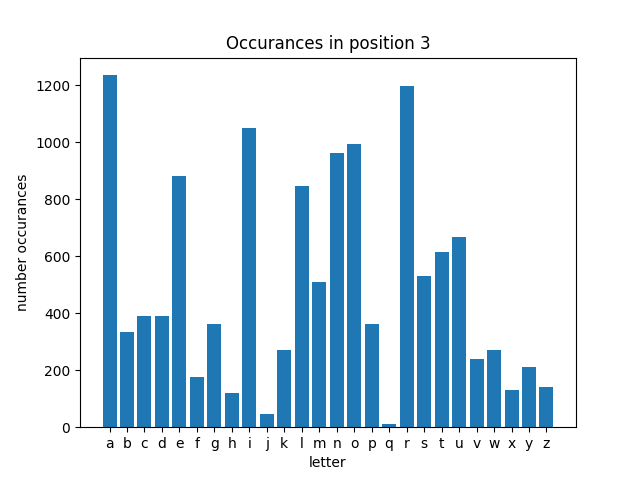 Occurances in position 3
number occurances
1200
1000
800
600
400
200
0
a b c d e f g h i j k l m n o p q r s t u v w x y z
letter